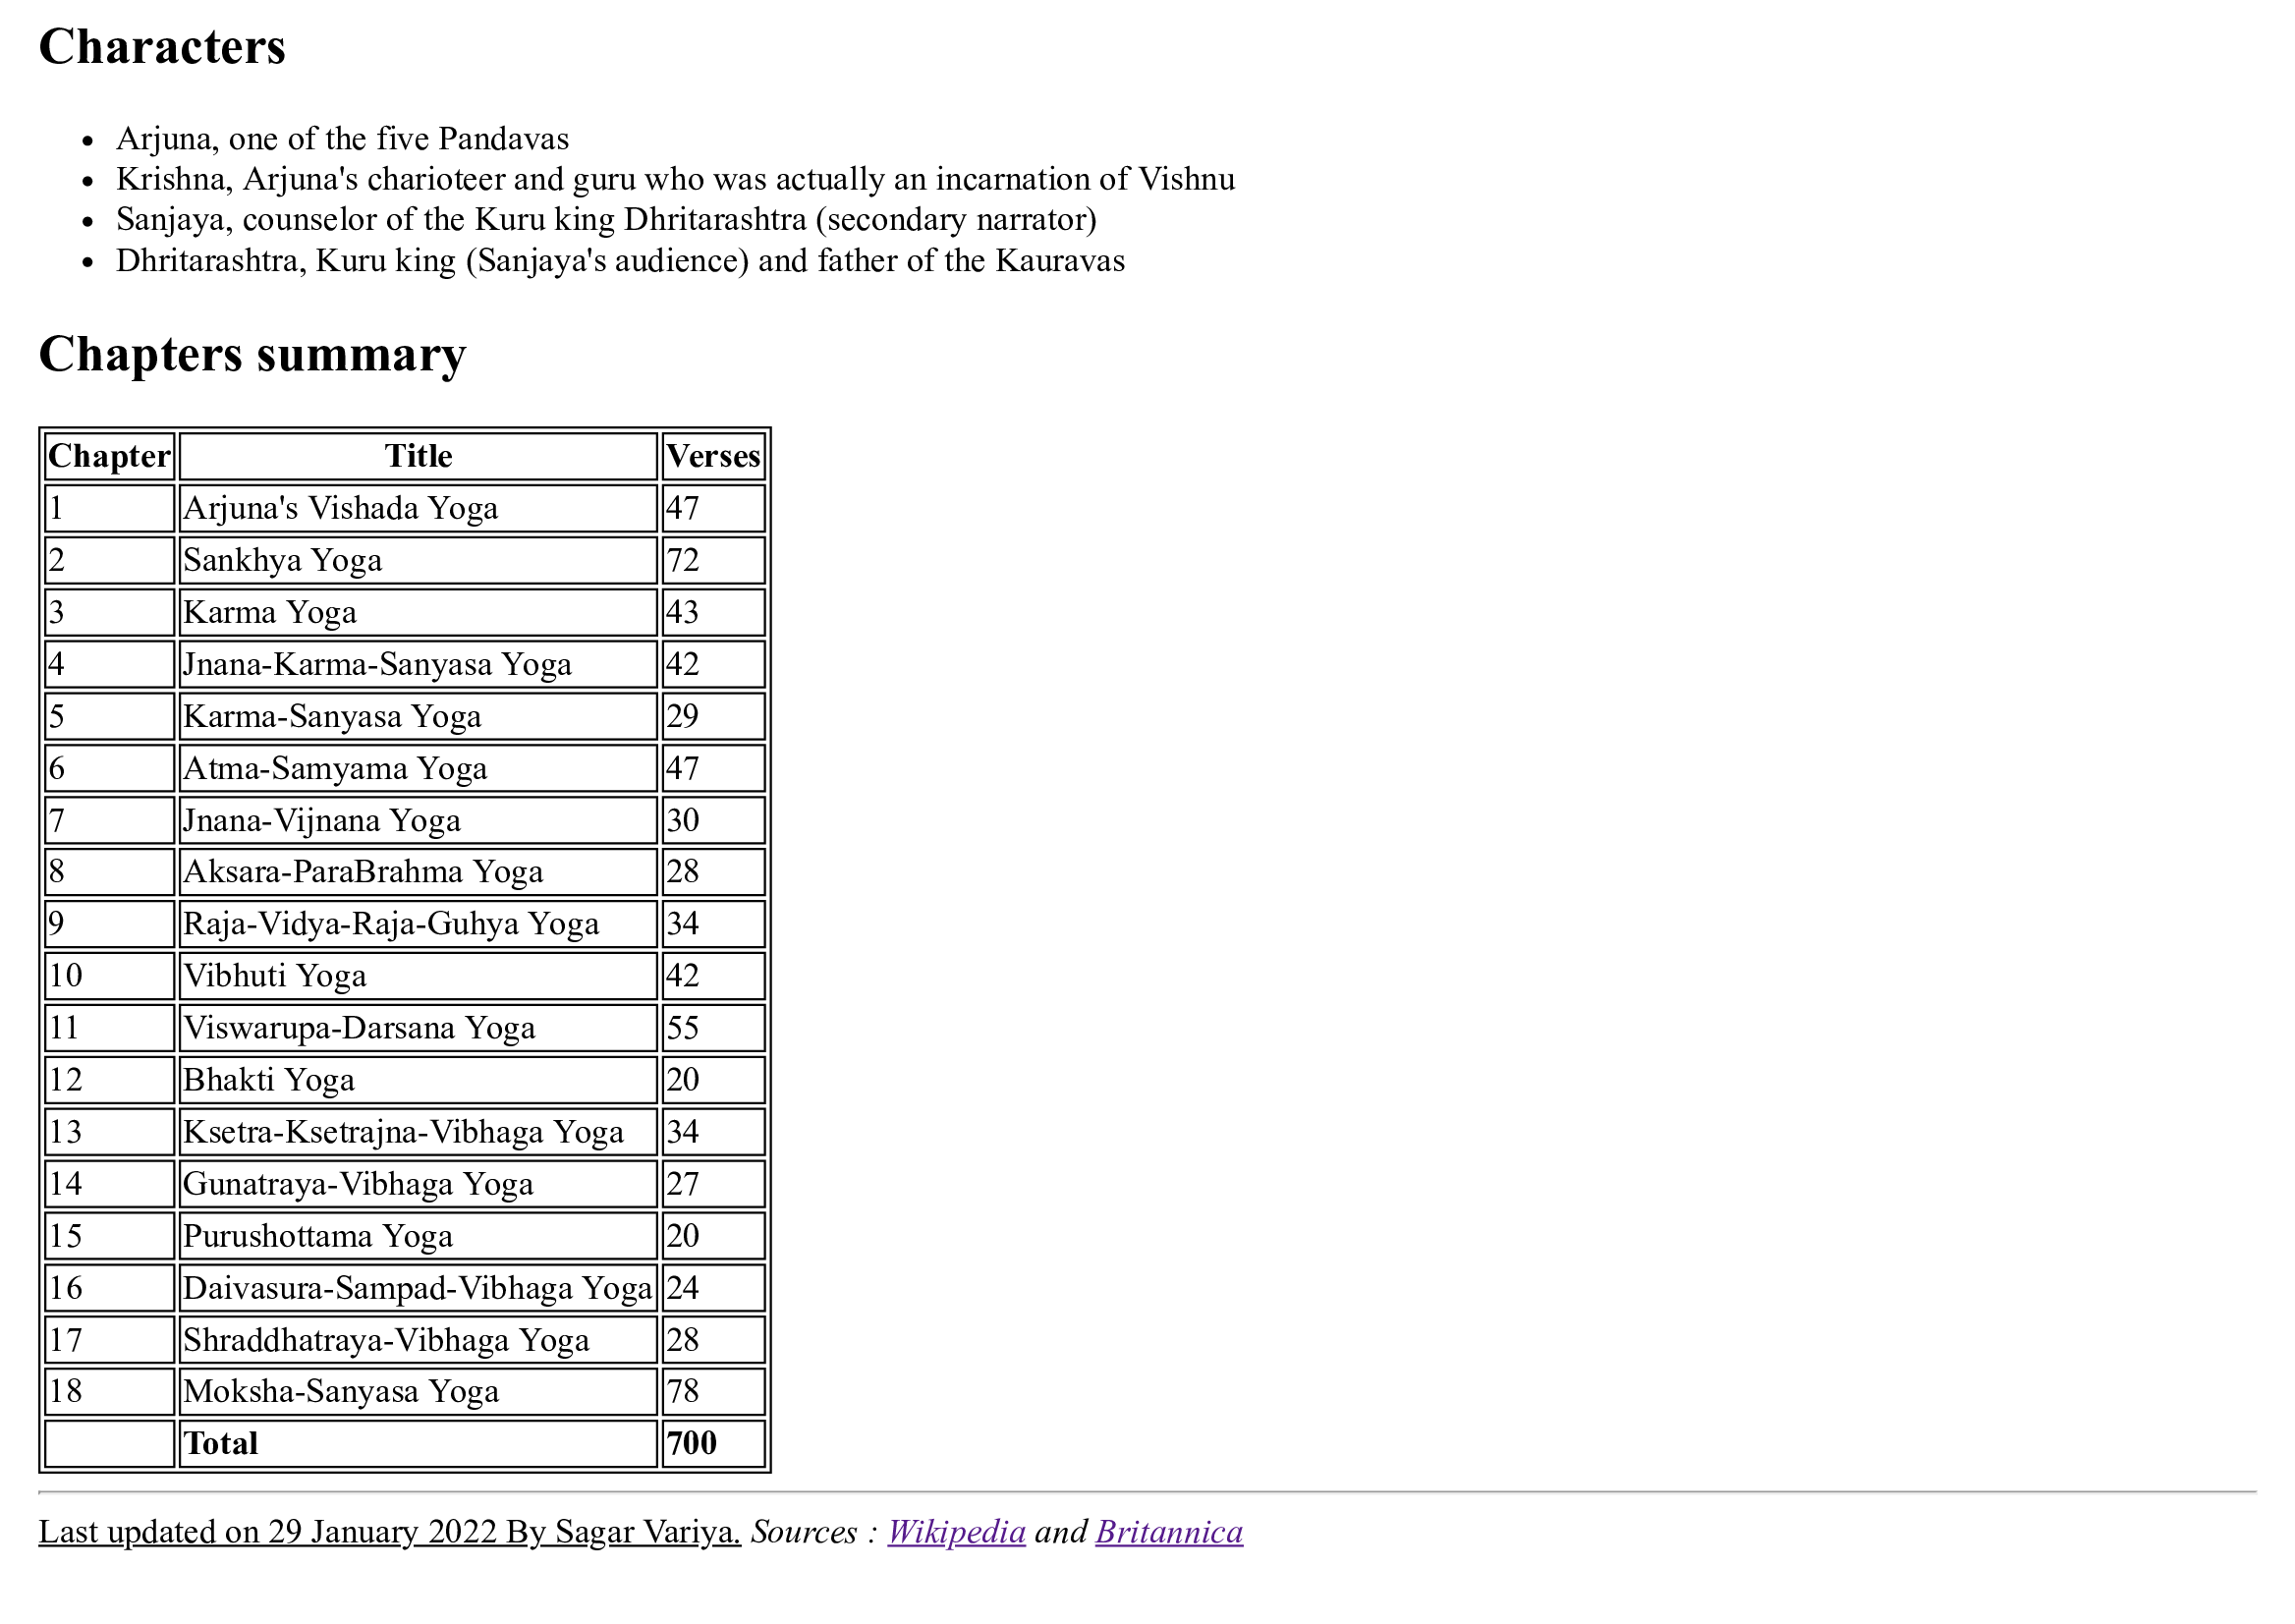 Characters
• Arjuna, one of the five Pandavas
• Krishna, Arjuna's charioteer and guru who was actually an incarnation of Vishnu
• Sanjaya, counselor of the Kuru king Dhritarashtra (secondary narrator)
• Dhritarashtra, Kuru king (Sanjaya's audience) and father of the Kauravas
Chapters summary
Chapter Title Verses
1 Arjuna's Vishada Yoga 47
2 Sankhya Yoga 72
3 Karma Yoga 43
4 Jnana-Karma-Sanyasa Yoga 42
5 Karma-Sanyasa Yoga 29
6 Atma-Samyama Yoga 47
7 Jnana-Vijnana Yoga 30
8 Aksara-ParaBrahma Yoga 28
9 Raja-Vidya-Raja-Guhya Yoga 34
10 Vibhuti Yoga 42
11 Viswarupa-Darsana Yoga 55
12 Bhakti Yoga 20
13 Ksetra-Ksetrajna-Vibhaga Yoga 34
14 Gunatraya-Vibhaga Yoga 27
15 Purushottama Yoga 20
16 Daivasura-Sampad-Vibhaga Yoga 24
17 Shraddhatraya-Vibhaga Yoga 28
18 Moksha-Sanyasa Yoga 78
Total 700
Last updated on 29 January 2022 By Sagar Variya. Sources : Wikipedia and Britannica